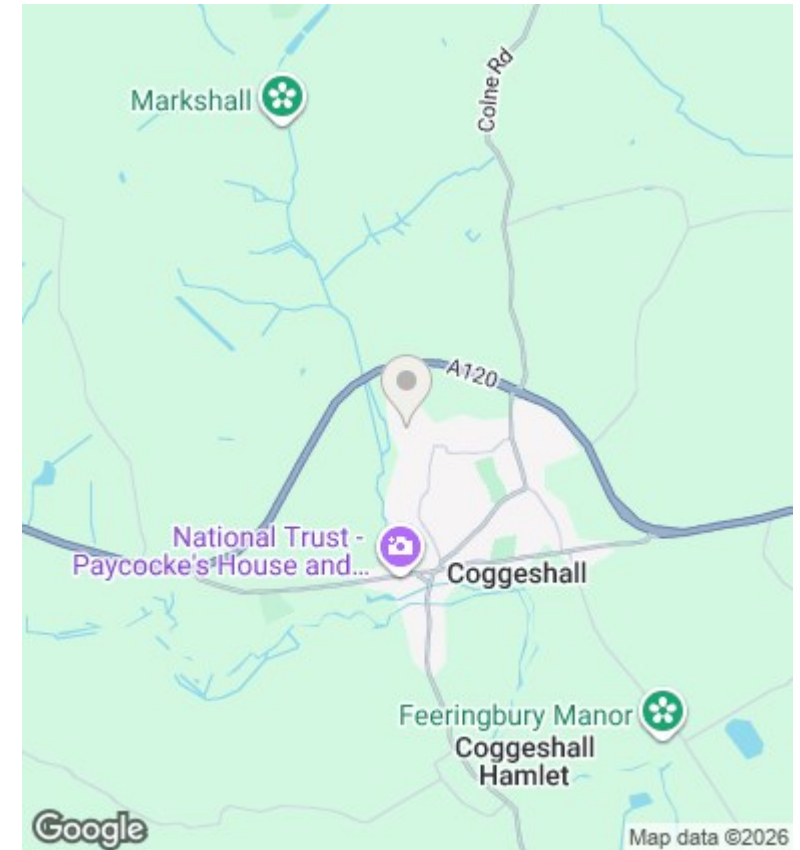 Markshall
Colne Rd
A120
National Trust -
Paycocke's House and...
Coggeshall
Feeringbury Manor
Coggeshall
Hamlet
Google
Map data ©2026